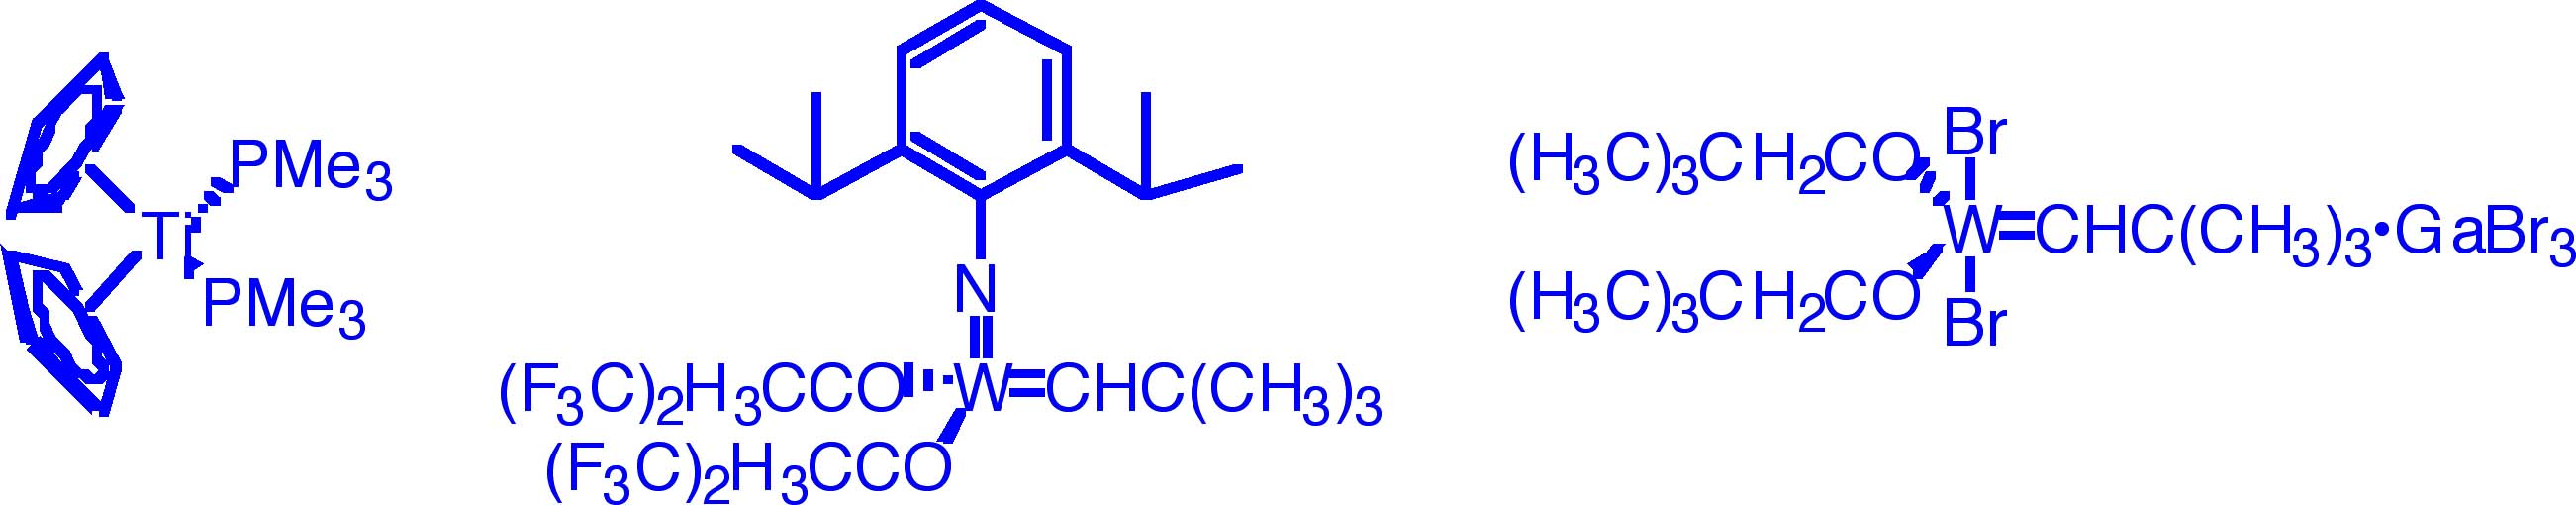 PMe3
Ti
PMe3
N
(F3C)2H3CCO W=CHC(CH3)3
(F3C)2H3CCO
Br
(H3C)3CH2CO
W=CHC(CH3)3•GaBr3
(H3C)3CH2CO
Br